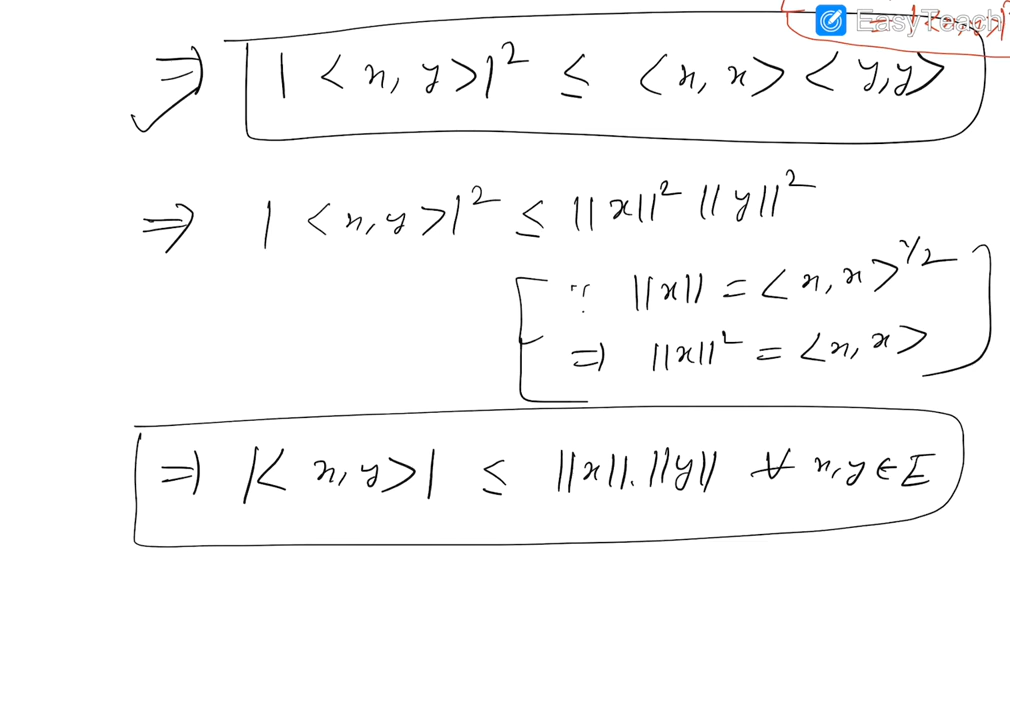 EasyTeach
⇒ |<x, y>|² ≤ <x, x> <y, y>
⇒ |<x, y>|² ≤ ||x||² ||y||²
∵ ||x|| = <x, x>^1/2
⇒ ||x||² = <x, x>
⇒ |<x, y>| ≤ ||x||.||y|| ∀ x, y ∈ E